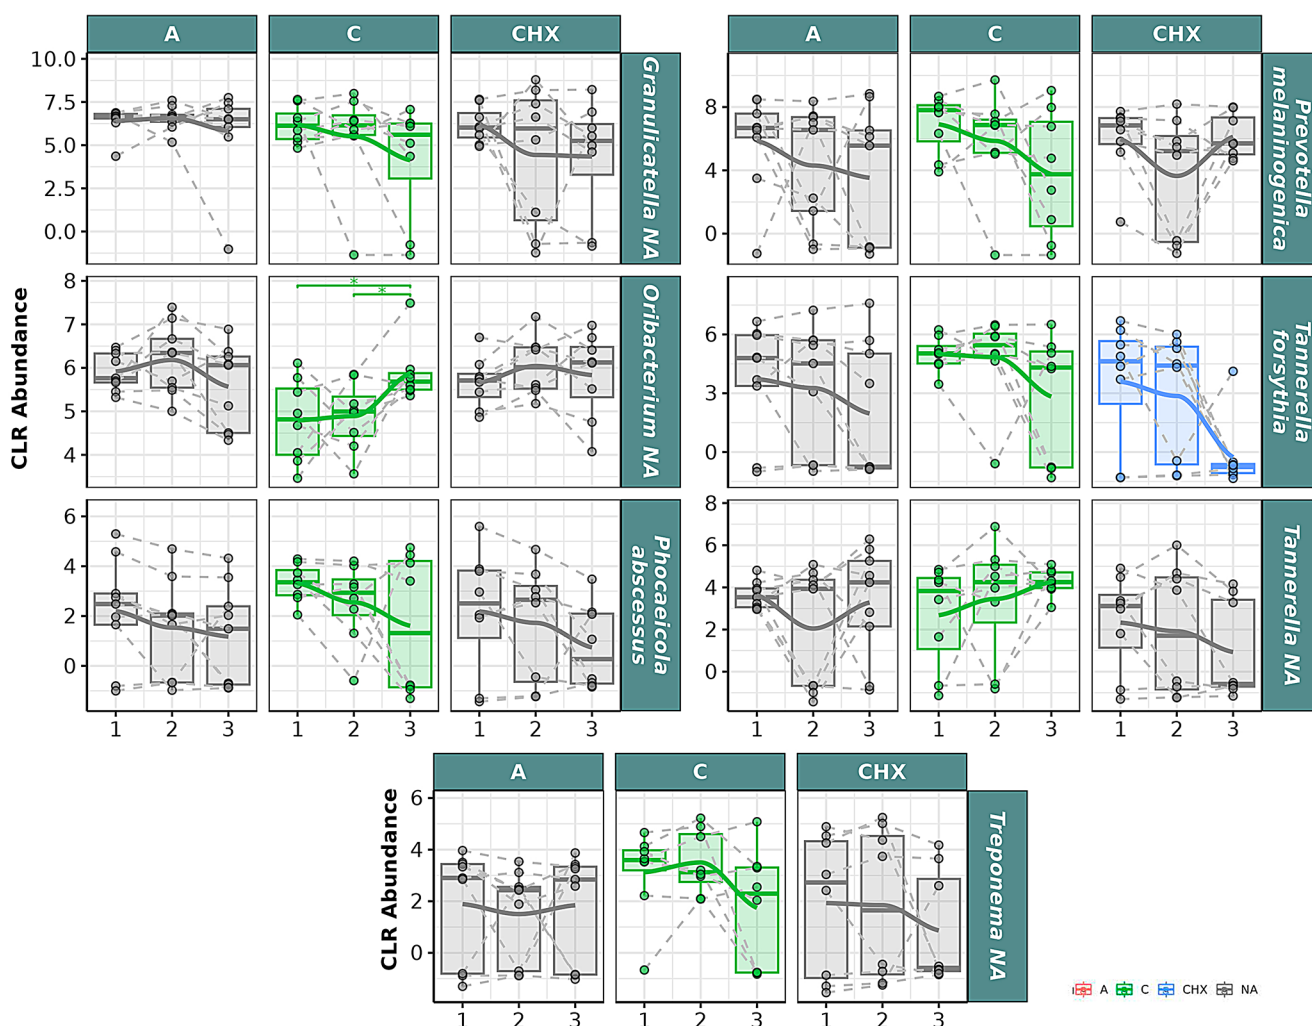 A C CHX
A C CHX
10.0
7.5
5.0
2.5
0.0
Granulicatella NA
8
4
0
Prevotella
melaninogenica
CLR Abundance
8
7
6
5
4
* 
*
Oribacterium NA
6
3
0
Tannerella
forsythia
6
4
2
0
Phocaeicola
abscessus
8
6
4
2
0
Tannerella NA
1 2 3 1 2 3 1 2 3
1 2 3 1 2 3 1 2 3
A C CHX
CLR Abundance
6
4
2
0
Treponema NA
1 2 3 1 2 3 1 2 3
A C CHX NA